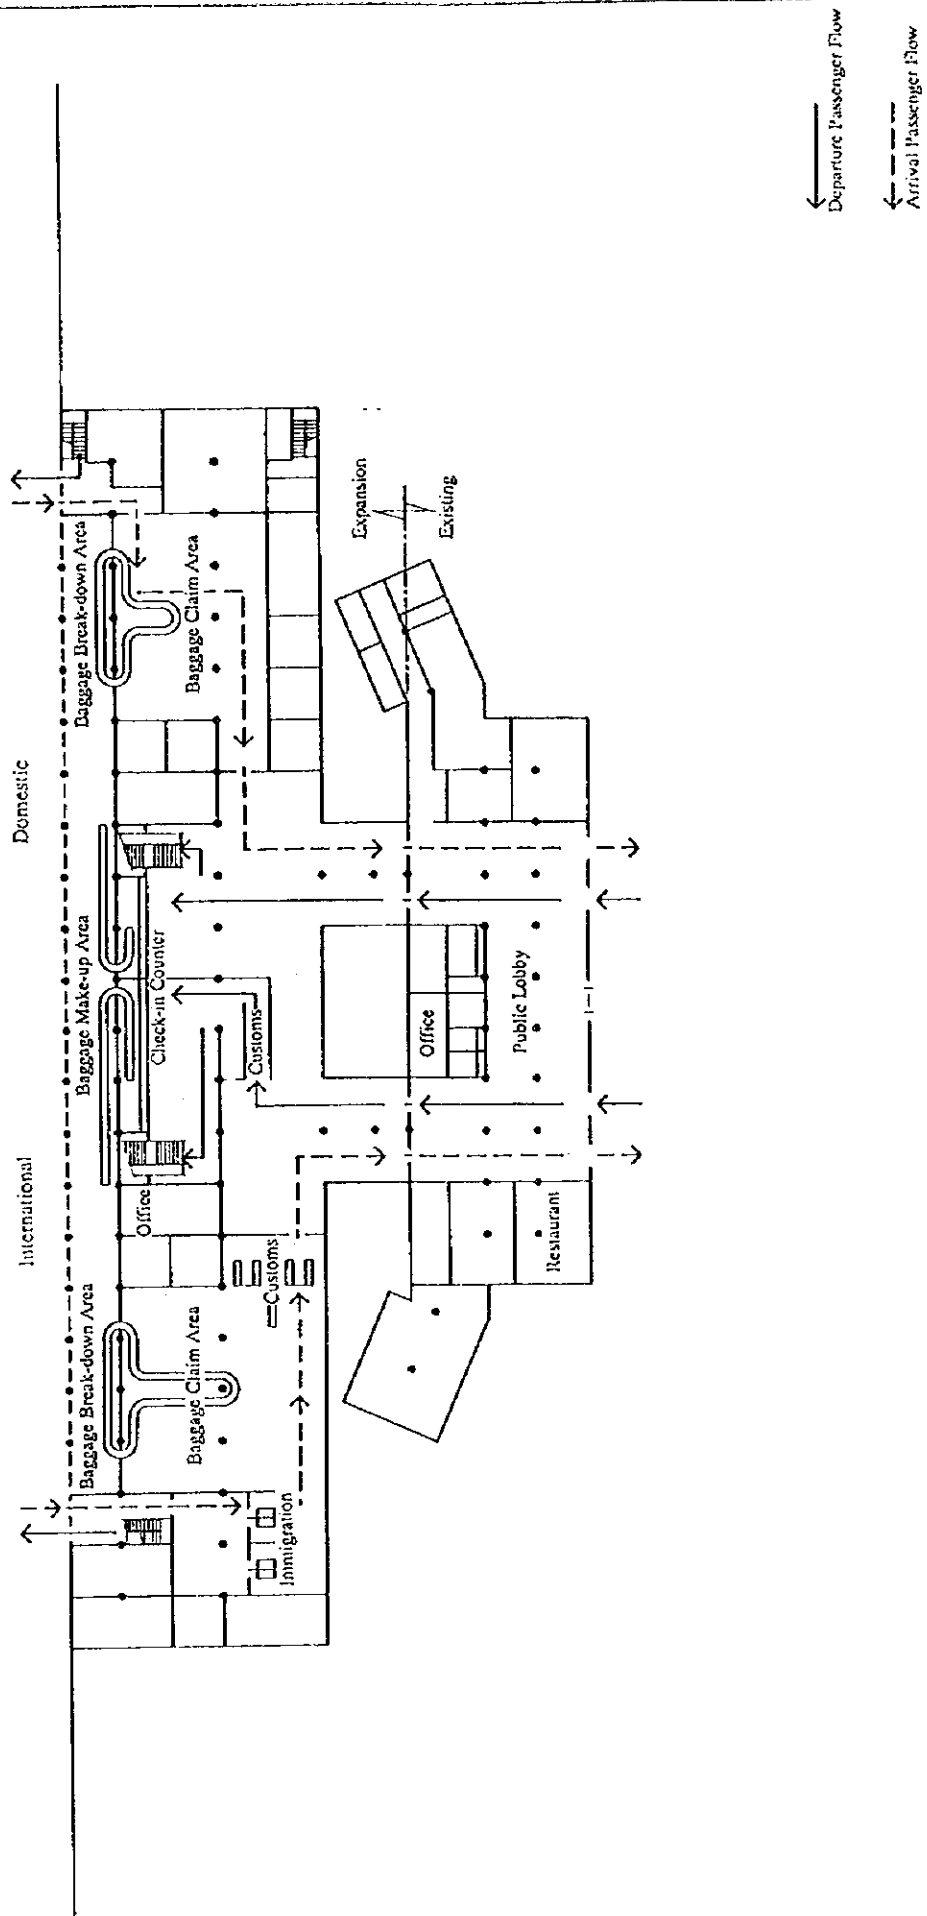 International
Domestic
Baggage Break-down Area
Baggage Make-up Area
Baggage Break-down Area
Office
Check-in Counter
Baggage Claim Area
Baggage Claim Area
Customs
Customs
Immigration
Expansion
Existing
Office
Public Lobby
Restaurant
Departure Passenger Flow
Arrival Passenger Flow